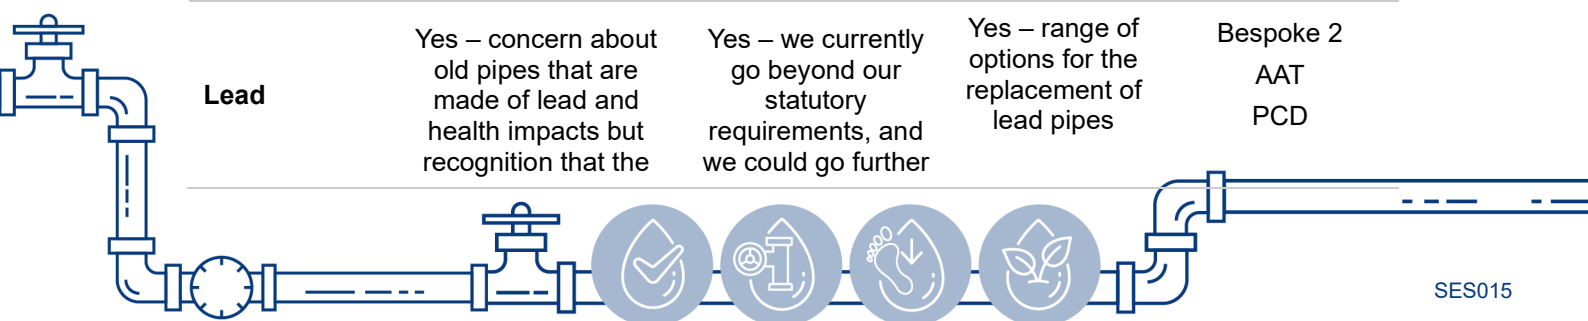 Lead
Yes – concern about
old pipes that are
made of lead and
health impacts but
recognition that the
Yes – we currently
go beyond our
statutory
requirements, and
we could go further
Yes – range of
options for the
replacement of
lead pipes
Bespoke 2
AAT
PCD
SES015